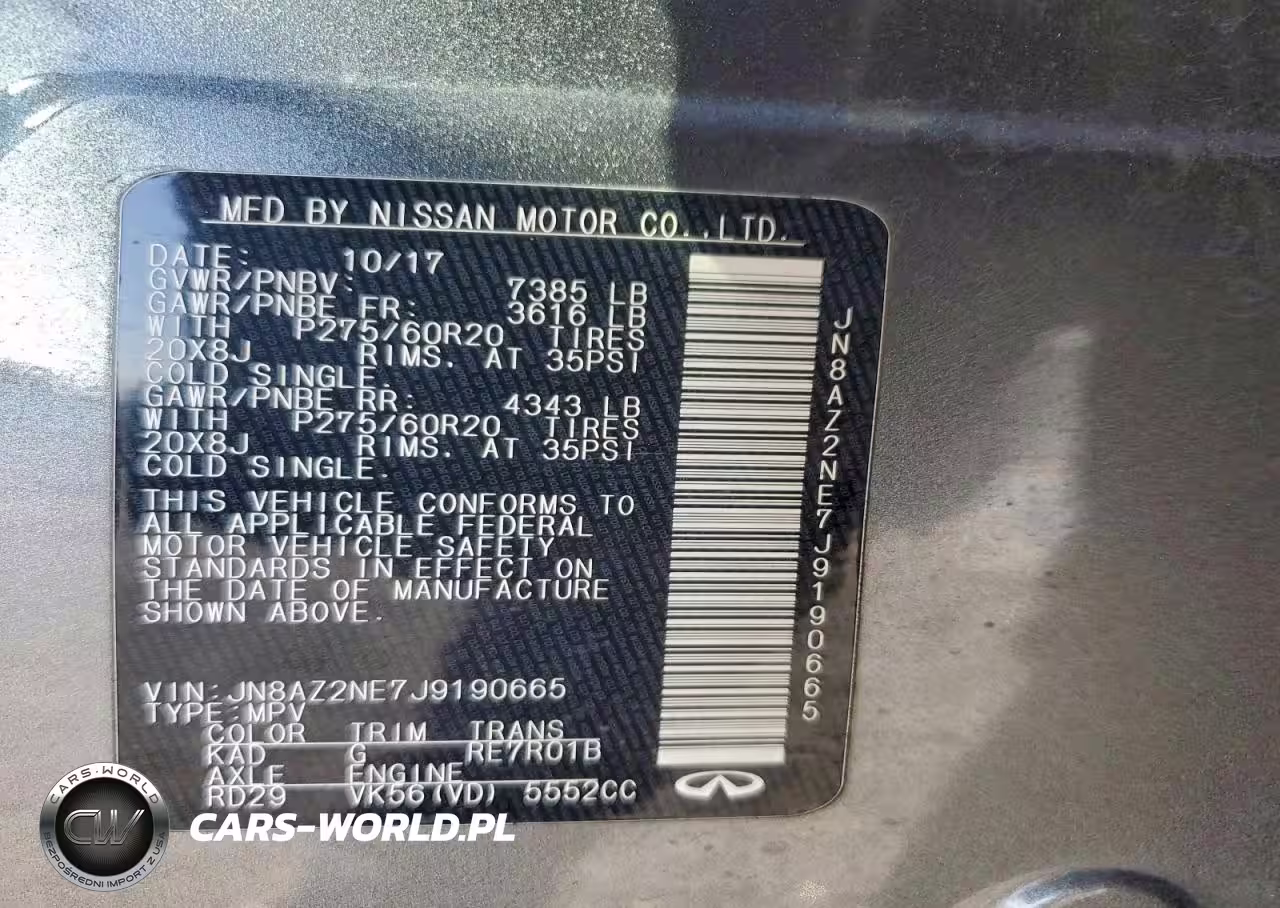 MFD BY NISSAN MOTOR CO.,LTD.
DATE: 10/17
GVWR/PNBV: 7385 LB
GAWR/PNBE FR: 3616 LB
WITH P275/60R20 TIRES
20X8J RIMS. AT 35PSI
COLD SINGLE.
GAWR/PNBE RR: 4343 LB
WITH P275/60R20 TIRES
20X8J RIMS. AT 35PSI
COLD SINGLE.
THIS VEHICLE CONFORMS TO
ALL APPLICABLE FEDERAL
MOTOR VEHICLE SAFETY
STANDARDS IN EFFECT ON
THE DATE OF MANUFACTURE
SHOWN ABOVE.
VIN:JN8AZ2NE7J9190665
TYPE:MPV
COLOR TRIM TRANS
KAD G RE7R01B
AXLE ENGINE
RD29 VK56(VD) 5552CC
JN8AZ2NE7J9190665
CARS-WORLD
CW
BEZPOŚREDNI IMPORT Z USA
CARS-WORLD.PL